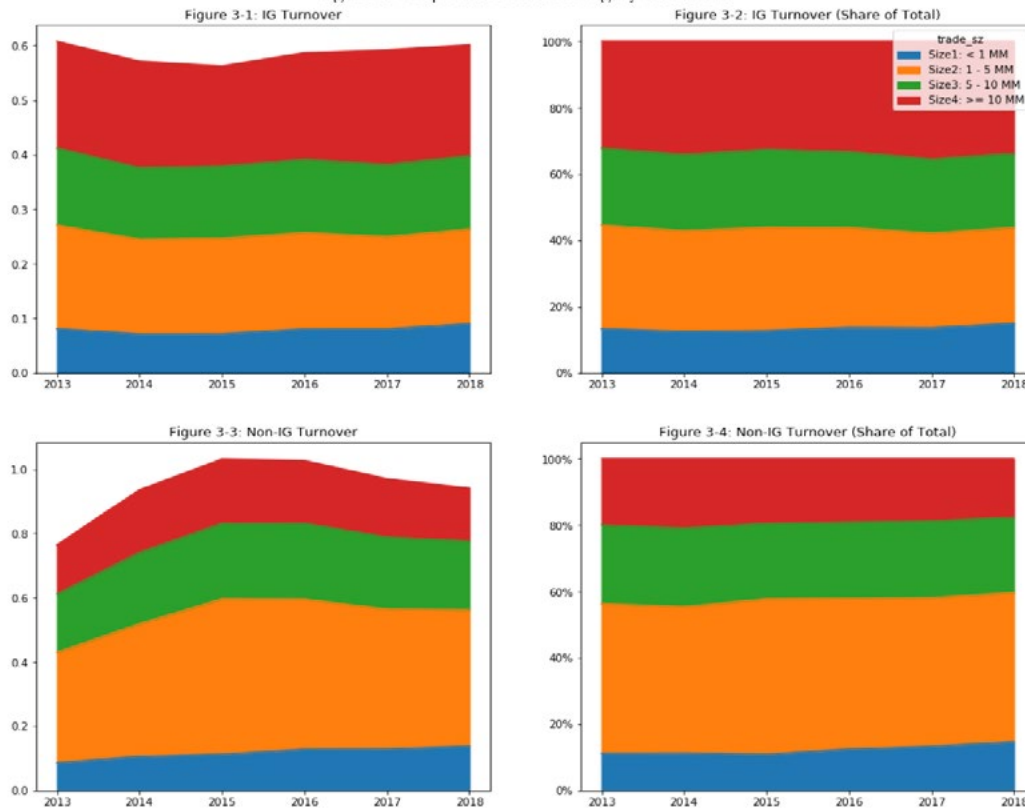 Figure 3-1: IG Turnover
0.6
0.5
0.4
0.3
0.2
0.1
0.0
2013 2014 2015 2016 2017 2018
Figure 3-2: IG Turnover (Share of Total)
trade_sz
Size1: < 1 MM
Size2: 1 - 5 MM
Size3: 5 - 10 MM
Size4: >= 10 MM
100%
80%
60%
40%
20%
0%
2013 2014 2015 2016 2017 2018
Figure 3-3: Non-IG Turnover
1.0
0.8
0.6
0.4
0.2
0.0
2013 2014 2015 2016 2017 2018
Figure 3-4: Non-IG Turnover (Share of Total)
100%
80%
60%
40%
20%
0%
2013 2014 2015 2016 2017 2018